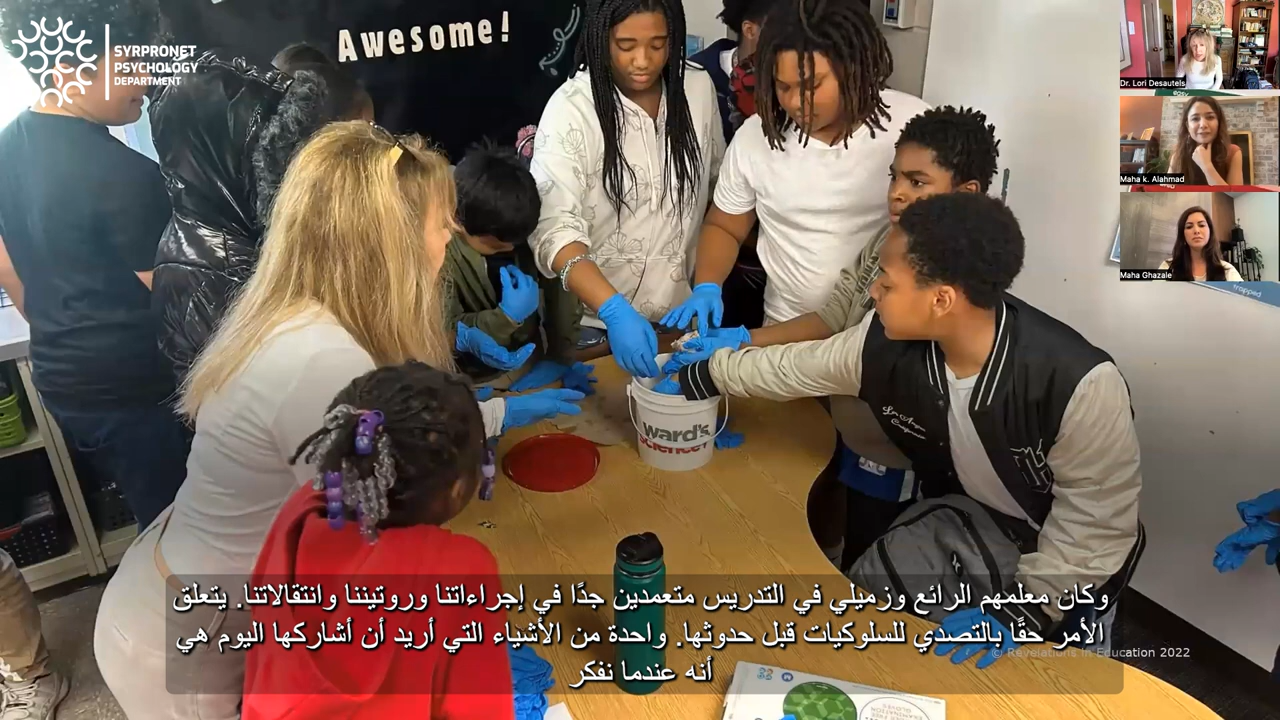 SYRPRONET
PSYCHOLOGY
DEPARTMENT
Awesome!
Dr. Lori Desautels
Maha k. Alahmad
Maha Ghazale
ward's
science
وكان معلمهم الرائع وزميلي في التدريس متعمدين جدًا في إجراءاتنا وروتيننا وانتقالاتنا. يتعلق
الأمر حقًا بالتصدي للسلوكيات قبل حدوثها. واحدة من الأشياء التي أريد أن أشاركها اليوم هي
أنه عندما نفكر
© Revelations in Education 2022